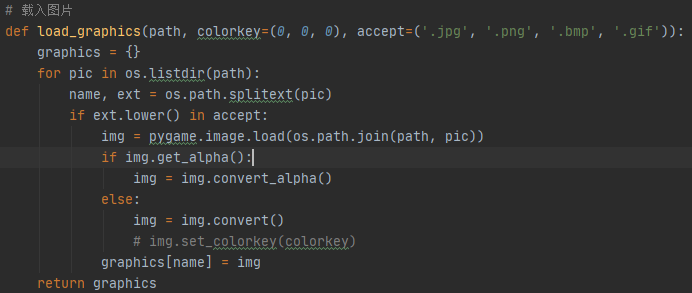 # 载入图片
def load_graphics(path, colorkey=(0, 0, 0), accept=('.jpg', '.png', '.bmp', '.gif')):
    graphics = {}
    for pic in os.listdir(path):
        name, ext = os.path.splitext(pic)
        if ext.lower() in accept:
            img = pygame.image.load(os.path.join(path, pic))
            if img.get_alpha():
                img = img.convert_alpha()
            else:
                img = img.convert()
                # img.set_colorkey(colorkey)
            graphics[name] = img
    return graphics